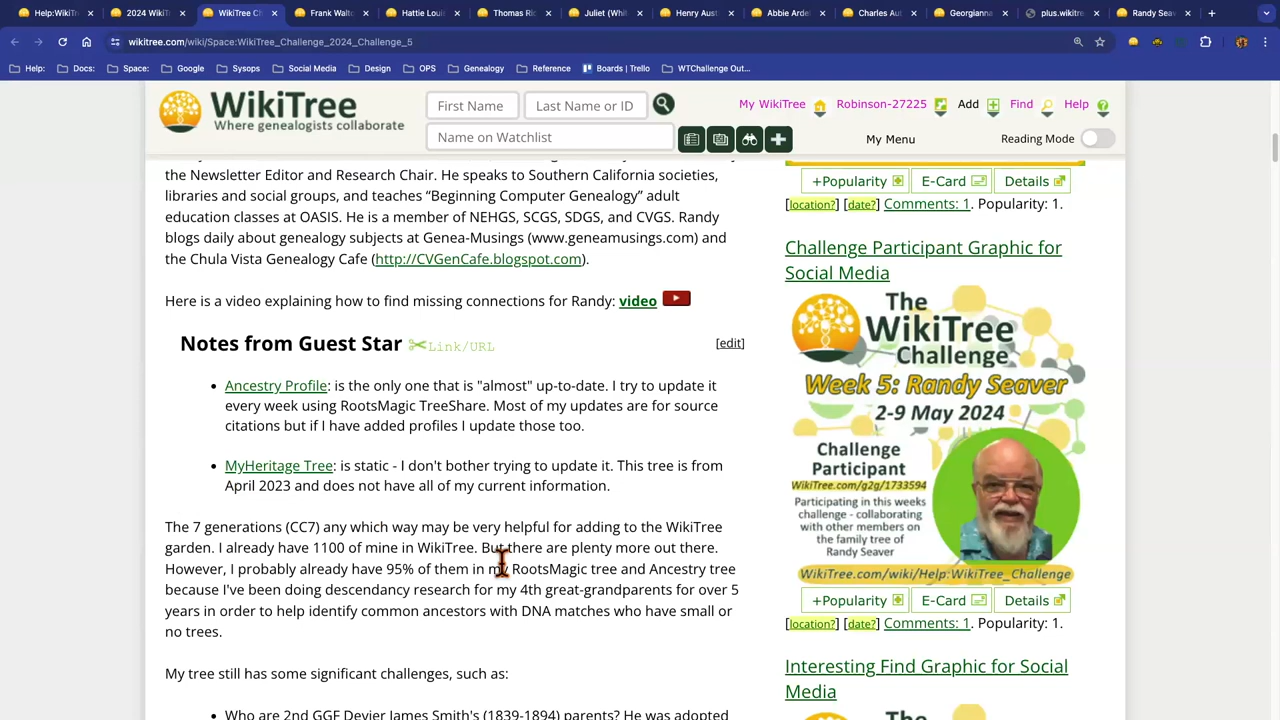 Help:WikiT
2024 WikiT
WikiTree C
Frank Walto
Hattie Loui
Thomas Ric
Juliet (Whi
Henry Aust
Abbie Arde
Charles Au
Georgianna
plus.wikitre
Randy Seav
wikitree.com/wiki/Space:WikiTree_Challenge_2024_Challenge_5
Help:
Docs:
Space:
Google
Sysops
Social Media
Design
OPS
Genealogy
Reference
Boards | Trello
WTChallenge Out...
WikiTree
Where genealogists collaborate
First Name
Last Name or ID
Name on Watchlist
My WikiTree
Robinson-27225
Add
Find
Help
My Menu
Reading Mode
the Newsletter Editor and Research Chair. He speaks to Southern California societies,
libraries and social groups, and teaches “Beginning Computer Genealogy” adult
education classes at OASIS. He is a member of NEHGS, SCGS, SDGS, and CVGS. Randy
blogs daily about genealogy subjects at Genea-Musings (www.geneamusings.com) and
the Chula Vista Genealogy Cafe (http://CVGenCafe.blogspot.com).
Here is a video explaining how to find missing connections for Randy: video
Notes from Guest Star
Link/URL
[edit]
• Ancestry Profile: is the only one that is "almost" up-to-date. I try to update it
every week using RootsMagic TreeShare. Most of my updates are for source
citations but if I have added profiles I update those too.
• MyHeritage Tree: is static - I don't bother trying to update it. This tree is from
April 2023 and does not have all of my current information.
The 7 generations (CC7) any which way may be very helpful for adding to the WikiTree
garden. I already have 1100 of mine in WikiTree. But there are plenty more out there.
However, I probably already have 95% of them in my RootsMagic tree and Ancestry tree
because I've been doing descendancy research for my 4th great-grandparents for over 5
years in order to help identify common ancestors with DNA matches who have small or
no trees.
My tree still has some significant challenges, such as:
• Who are 2nd GGF Devier James Smith's (1839-1894) parents? He was adopted
+Popularity
E-Card
Details
[location?] [date?] Comments: 1. Popularity: 1.
Challenge Participant Graphic for
Social Media
The
WikiTree
Challenge
Week 5: Randy Seaver
2-9 May 2024
Challenge
Participant
WikiTree.com/g2g/1733594
Participating in this weeks
challenge - collaborating
with other members on
the family tree of
Randy Seaver
WikiTree.com/wiki/Help:WikiTree_Challenge
+Popularity
E-Card
Details
[location?] [date?] Comments: 1. Popularity: 1.
Interesting Find Graphic for Social
Media
The